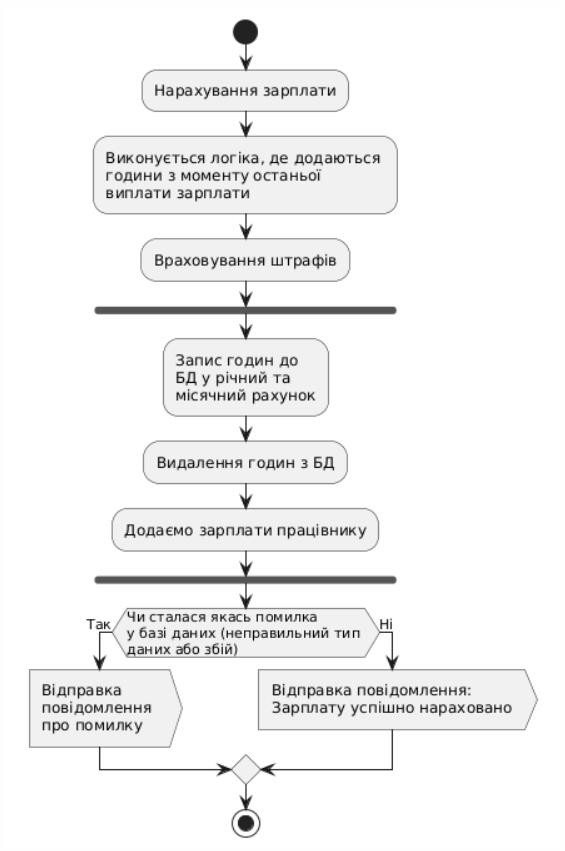 Нарахування зарплати
Виконується логіка, де додаються
години з моменту останьої
виплати зарплати
Враховування штрафів
Запис годин до
БД у річний та
місячний рахунок
Видалення годин з БД
Додаємо зарплати працівнику
Чи сталася якась помилка
у базі даних (неправильний тип
даних або збій)
Так
Ні
Відправка
повідомлення
про помилку
Відправка повідомлення:
Зарплату успішно нараховано